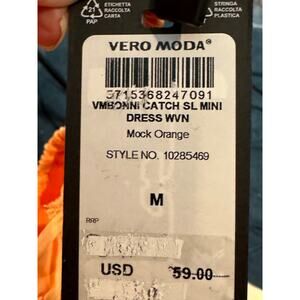 21
PAP
ETICHETTA
RACCOLTA
CARTA
STRINGA
RACCOLTA
PLASTICA
VERO MODA®
5715368247091
VMBONNI CATCH SL MINI
DRESS WVN
Mock Orange
STYLE NO. 10285469
M
RRP
USD 59.00